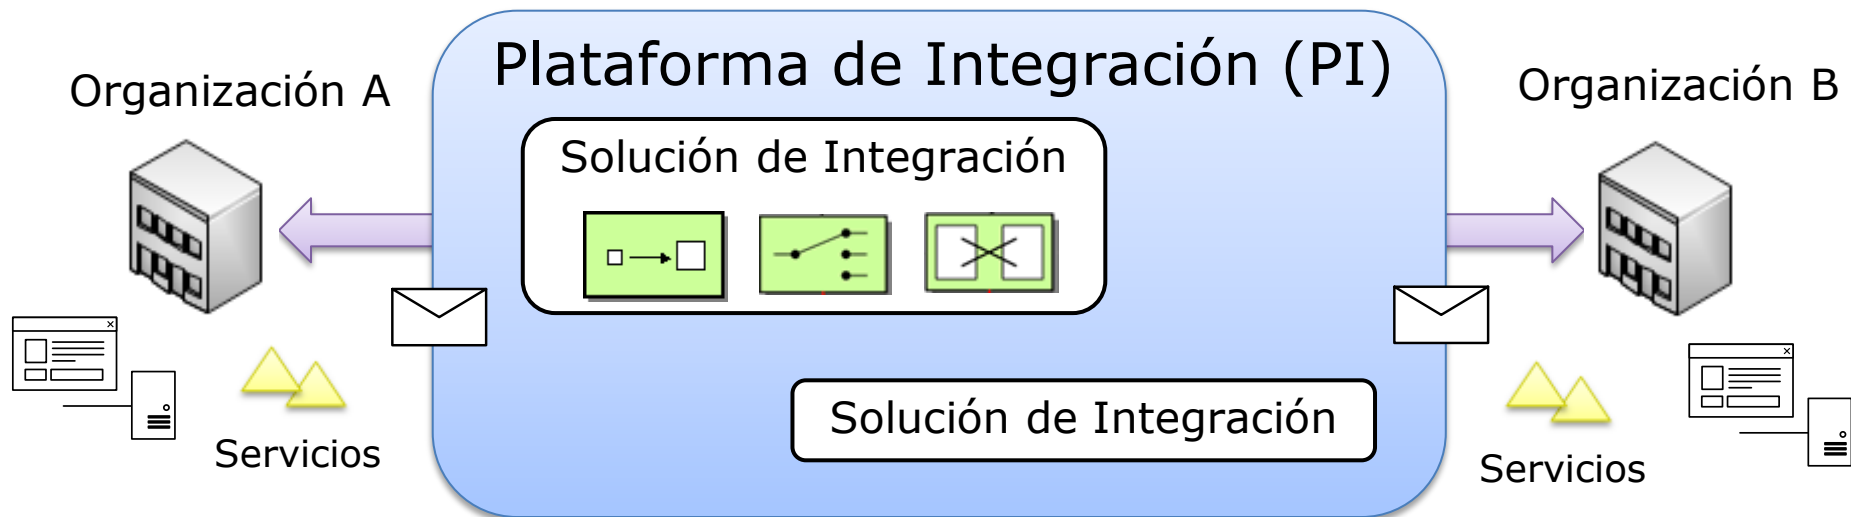 Plataforma de Integración (PI)
Organización A
Organización B
Solución de Integración
Solución de Integración
Servicios
Servicios